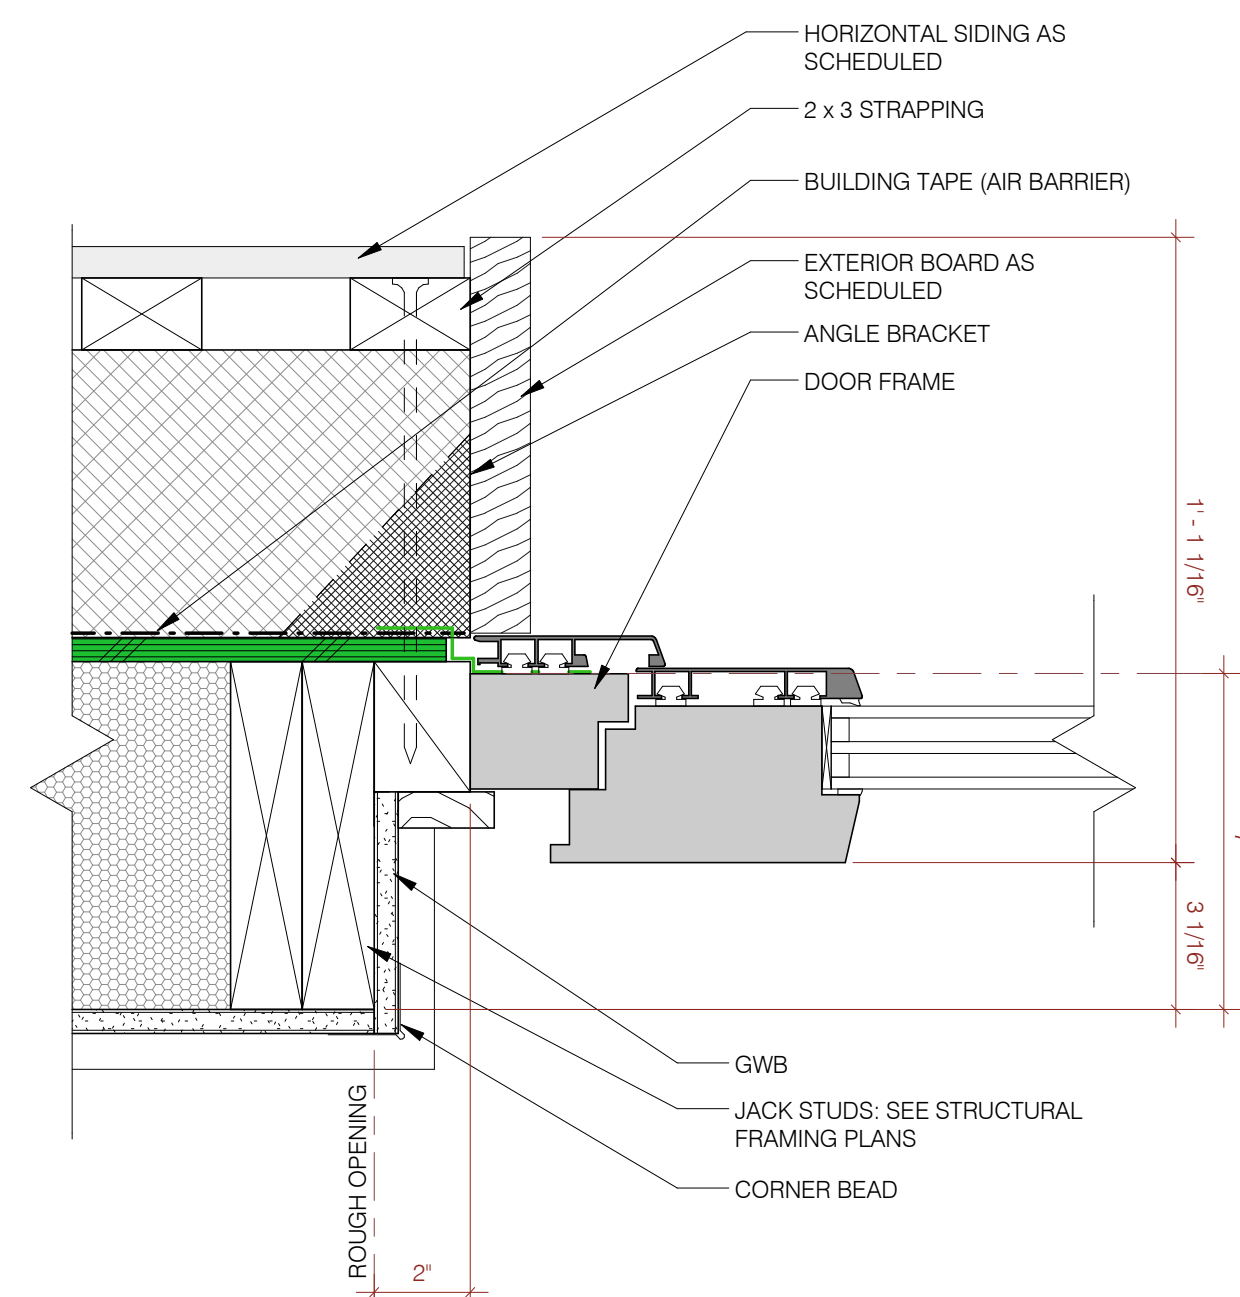 HORIZONTAL SIDING AS
SCHEDULED
2 x 3 STRAPPING
BUILDING TAPE (AIR BARRIER)
EXTERIOR BOARD AS
SCHEDULED
ANGLE BRACKET
DOOR FRAME
1' - 1 1/16"
3 1/16"
GWB
JACK STUDS: SEE STRUCTURAL
FRAMING PLANS
CORNER BEAD
ROUGH OPENING
2"